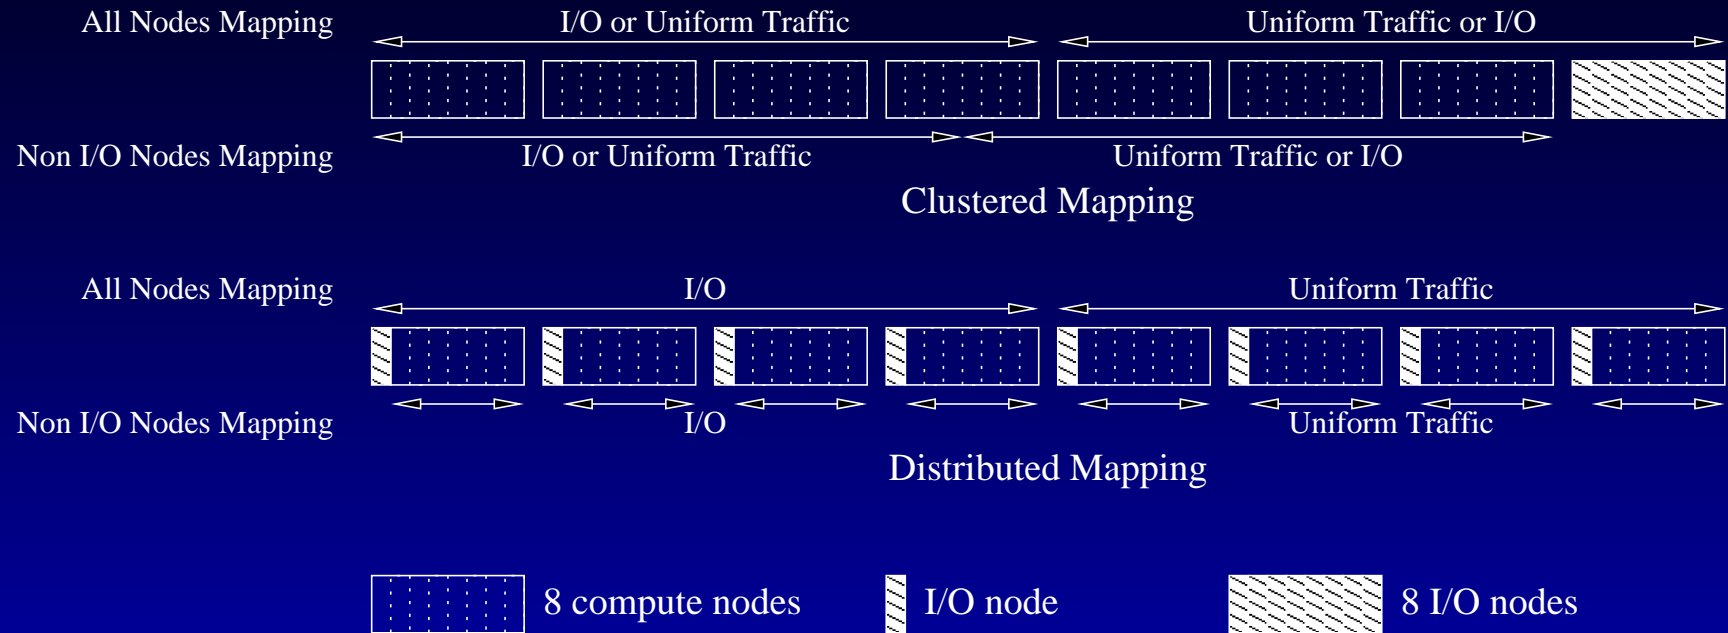 All Nodes Mapping I/O or Uniform Traffic Uniform Traffic or I/O
Non I/O Nodes Mapping I/O or Uniform Traffic Uniform Traffic or I/O
Clustered Mapping
All Nodes Mapping I/O Uniform Traffic
Non I/O Nodes Mapping I/O Uniform Traffic
Distributed Mapping
8 compute nodes I/O node 8 I/O nodes